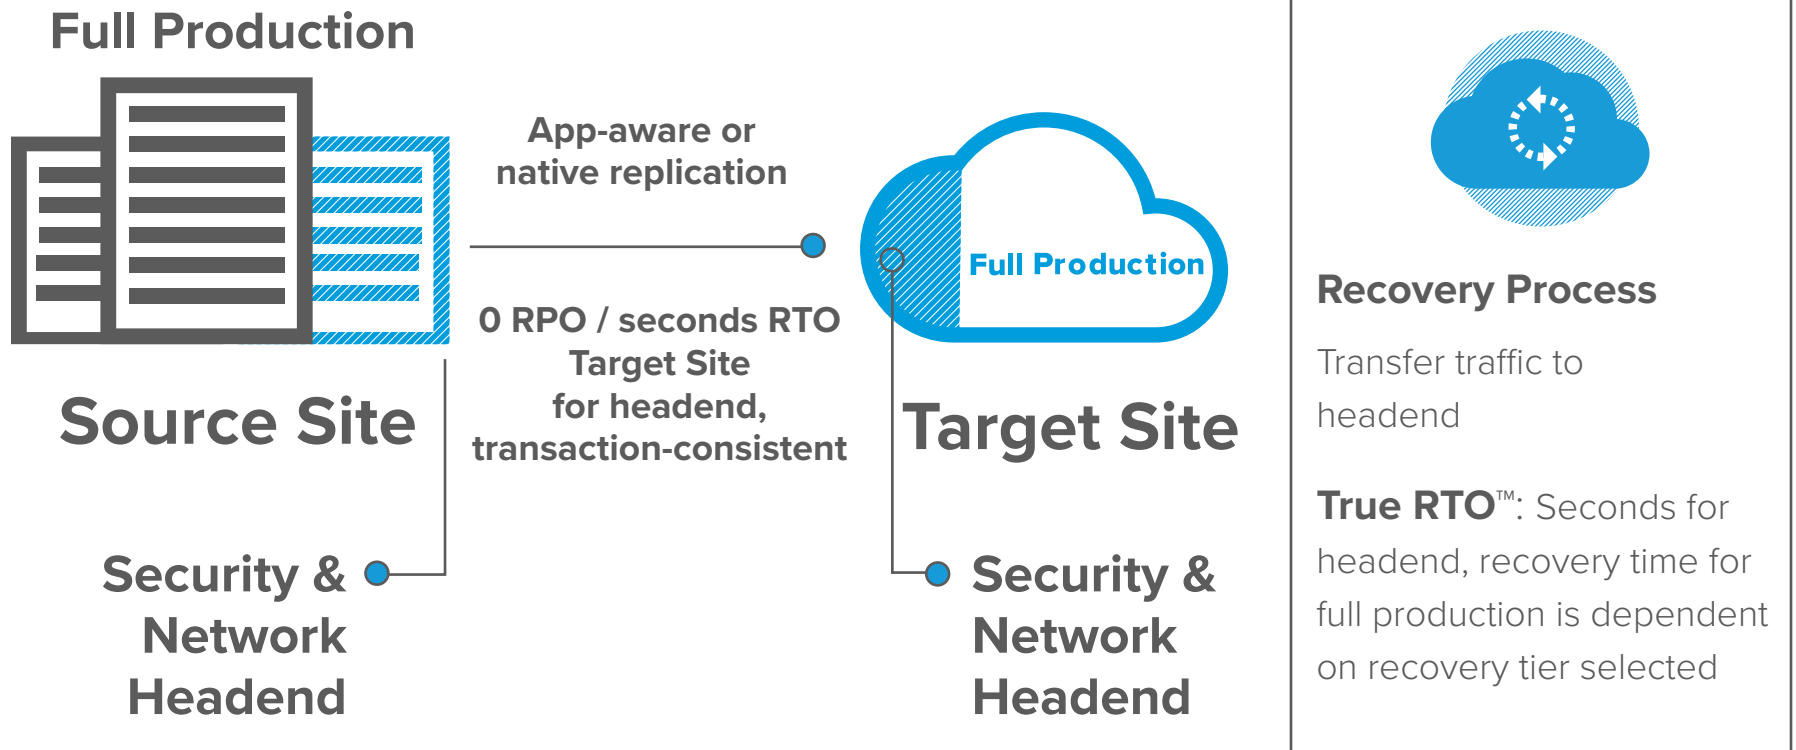 Full Production
App-aware or
native replication
Full Production
0 RPO / seconds RTO
Target Site
for headend,
transaction-consistent
Source Site
Target Site
Security &
Network
Headend
Security &
Network
Headend
Recovery Process
Transfer traffic to
headend
True RTO™: Seconds for
headend, recovery time for
full production is dependent
on recovery tier selected